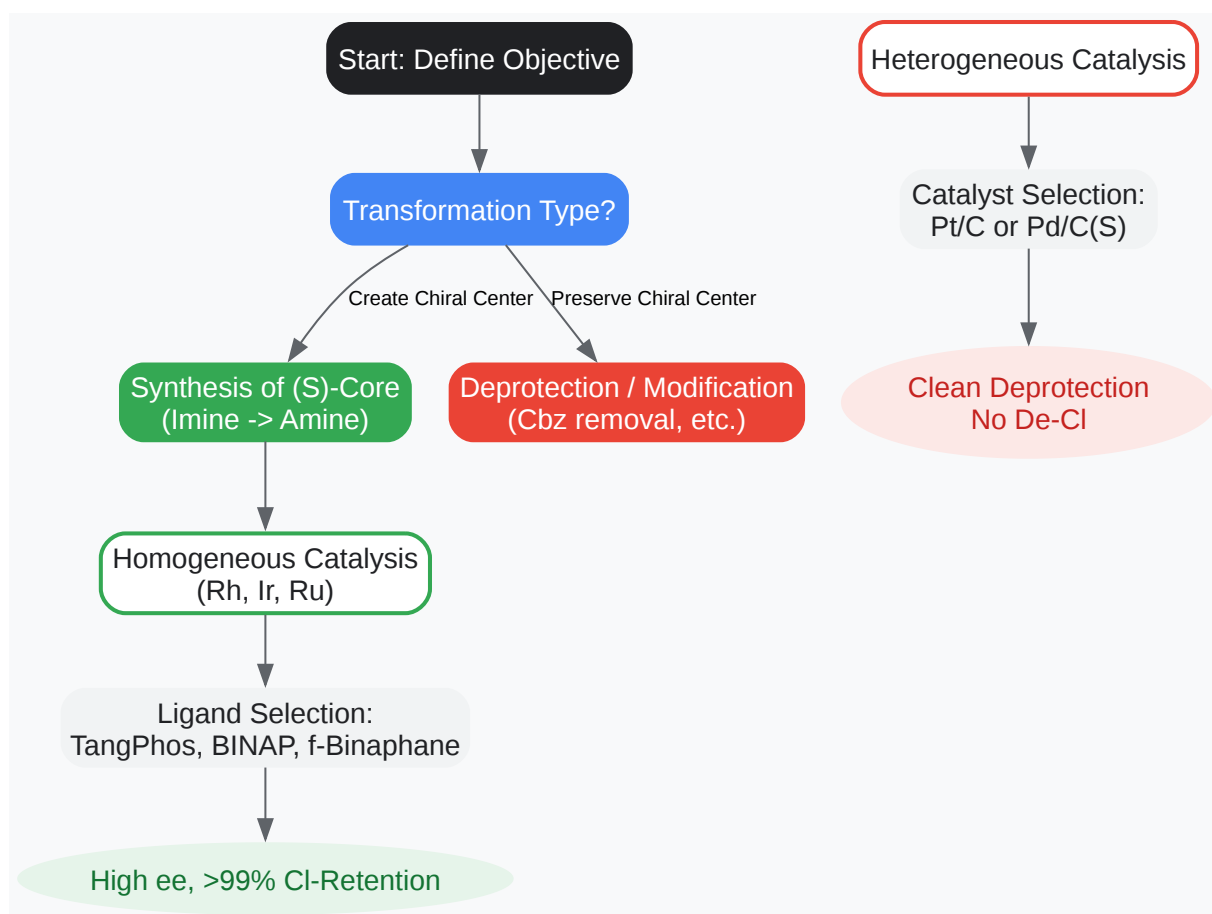 Start: Define Objective
Heterogeneous Catalysis
Transformation Type?
Catalyst Selection:
Pt/C or Pd/C(S)
Create Chiral Center
Preserve Chiral Center
Synthesis of (S)-Core
(Imine -> Amine)
Deprotection / Modification
(Cbz removal, etc.)
Clean Deprotection
No De-Cl
Homogeneous Catalysis
(Rh, Ir, Ru)
Ligand Selection:
TangPhos, BINAP, f-Binaphane
High ee, >99% Cl-Retention